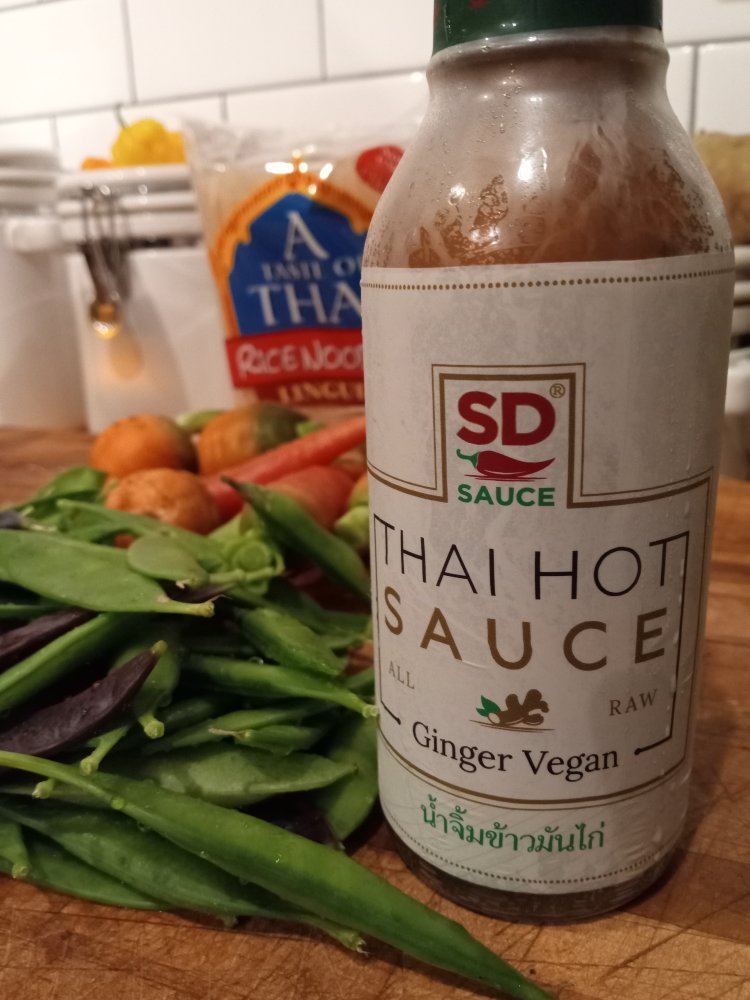 A
TASTE OF
THA
RICE NOO
LINGUI
SD®
SAUCE
THAI HOT
SAUCE
ALL
RAW
Ginger Vegan
น้ำจิ้มข้าวมันไก่